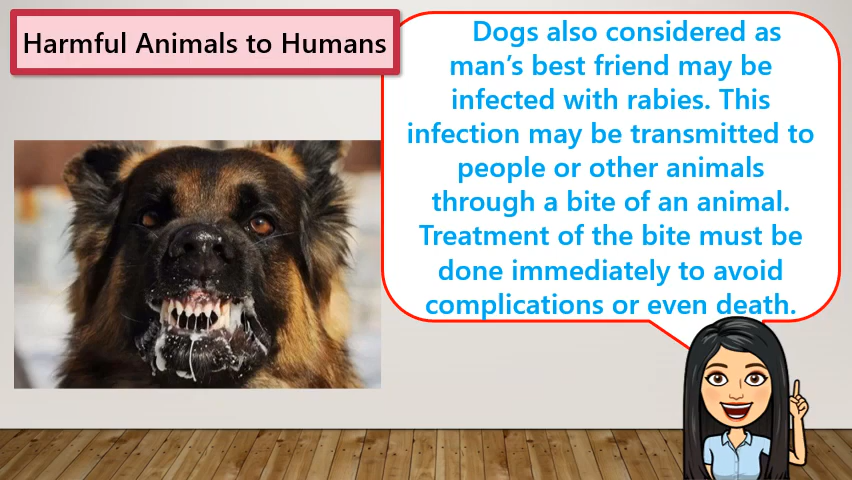 Harmful Animals to Humans
Dogs also considered as
man's best friend may be
infected with rabies. This
infection may be transmitted to
people or other animals
through a bite of an animal.
Treatment of the bite must be
done immediately to avoid
complications or even death.